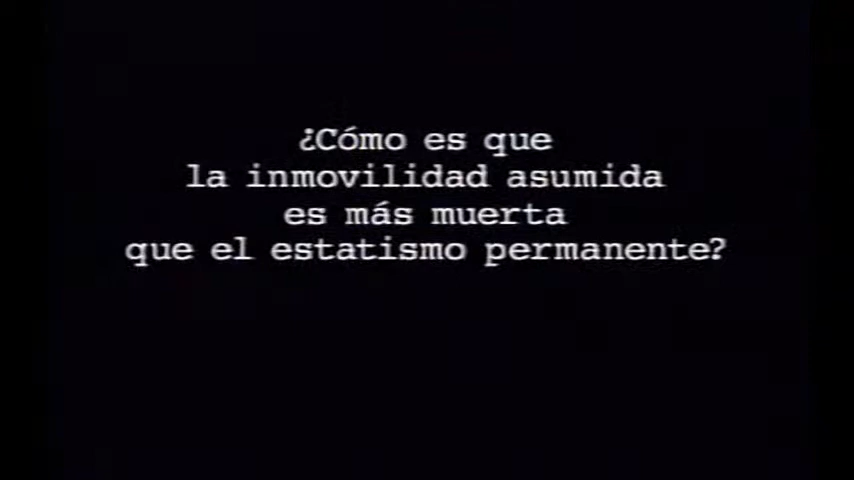 ¿Cómo es que
la inmovilidad asumida
es más muerta
que el estatismo permanente?